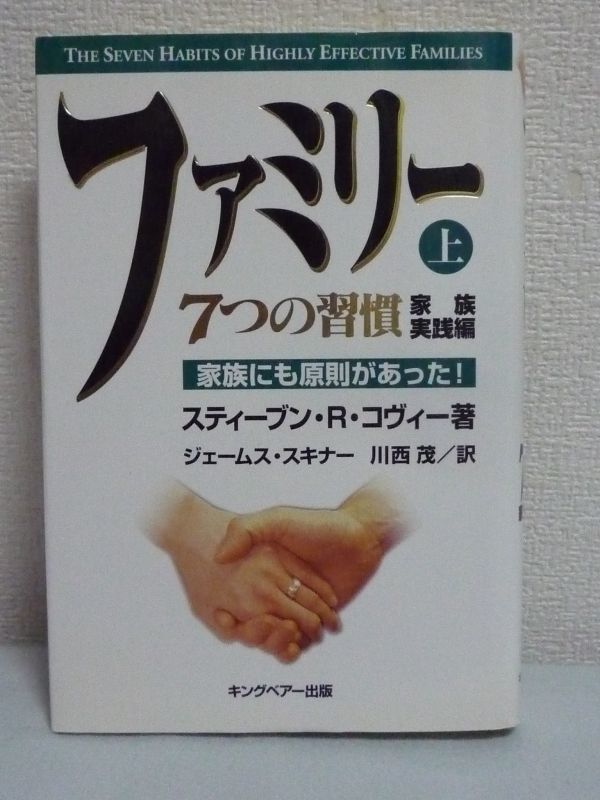 THE SEVEN HABITS OF HIGHLY EFFECTIVE FAMILIES
ファミリー
上
7つの習慣 家族
実践編
家族にも原則があった！
スティーブン・R・コヴィー著
ジェームス・スキナー 川西 茂／訳
キングベアー出版